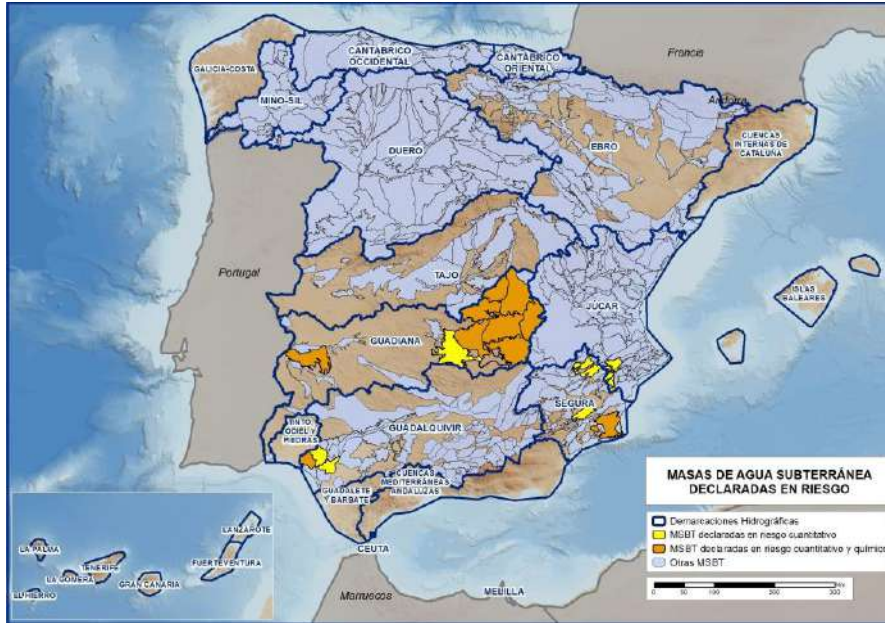 Francia
CANTÁBRICO
OCCIDENTAL
CANTÁBRICO
ORIENTAL
GALICIA-COSTA
MIÑO-SIL
Andorra
DUERO
EBRO
CUENCAS
INTERNAS DE
CATALUÑA
Portugal
TAJO
ISLAS
BALEARES
JÚCAR
GUADIANA
SEGURA
TINTO,
ODIEL Y
PIEDRAS
GUADALQUIVIR
CUENCAS
MEDITERRÁNEAS
ANDALUZAS
GUADALETE
BARBATE
MASAS DE AGUA SUBTERRÁNEA
DECLARADAS EN RIESGO
Demarcaciones Hidrográficas
MSBT declaradas en riesgo cuantitativo
MSBT declaradas en riesgo cuantitativo y químico
Otras MSBT
0 50 100 200 300
LANZAROTE
LA PALMA
TENERIFE
FUERTEVENTURA
LA GOMERA
GRAN CANARIA
EL HIERRO
CEUTA
Marruecos
MELILLA